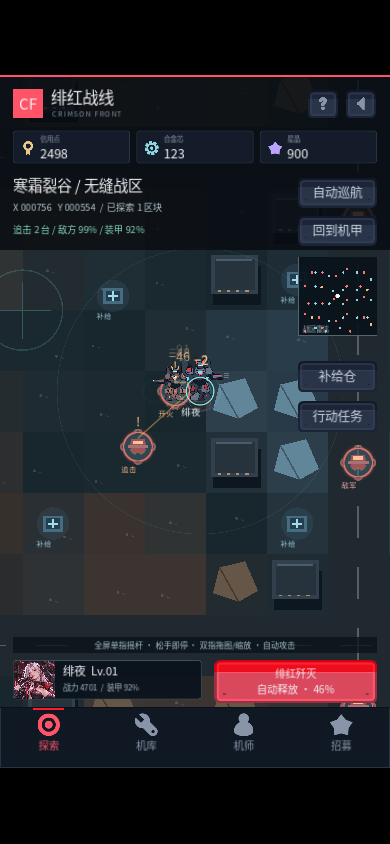 CF
绯红战线
CRIMSON FRONT
?
信用点
2498
合金芯
123
星晶
900
寒霜裂谷 / 无缝战区
X 000756 Y 000554 / 已探索 1 区块
追击 2 台 / 敌方 99% / 装甲 92%
自动巡航
回到机甲
补给
补给
-46
-2
开火
绯夜
补给仓
行动任务
!
追击
敌军
补给
补给
全屏单指摇杆 · 松手即停 · 双指拖图/缩放 · 自动攻击
绯夜 Lv.01
战力 4701 / 装甲 92%
绯红歼灭
自动释放 · 46%
探索
机库
机师
招募